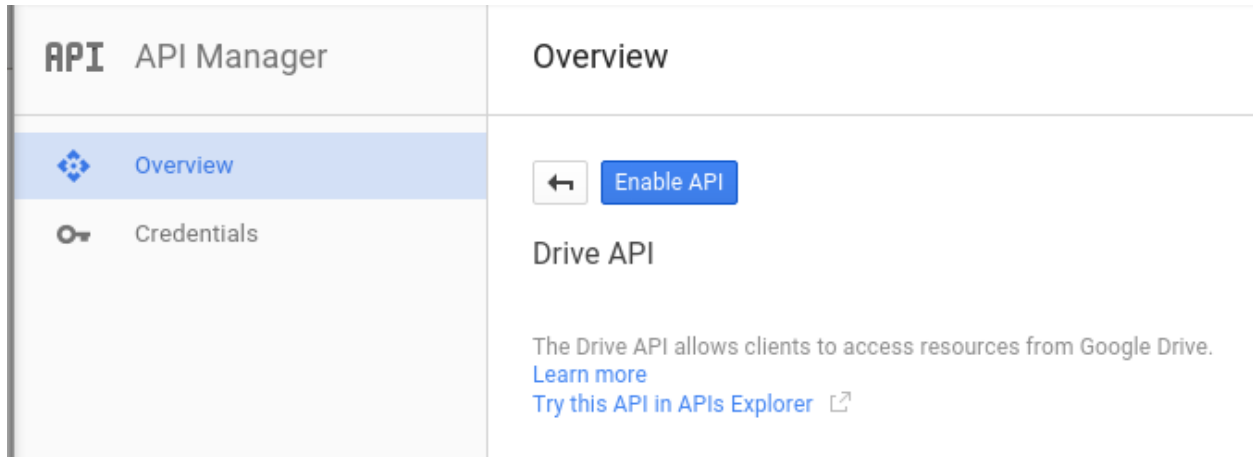 API API Manager
Overview
Overview
Credentials
Enable API
Drive API
The Drive API allows clients to access resources from Google Drive.
Learn more
Try this API in APIs Explorer